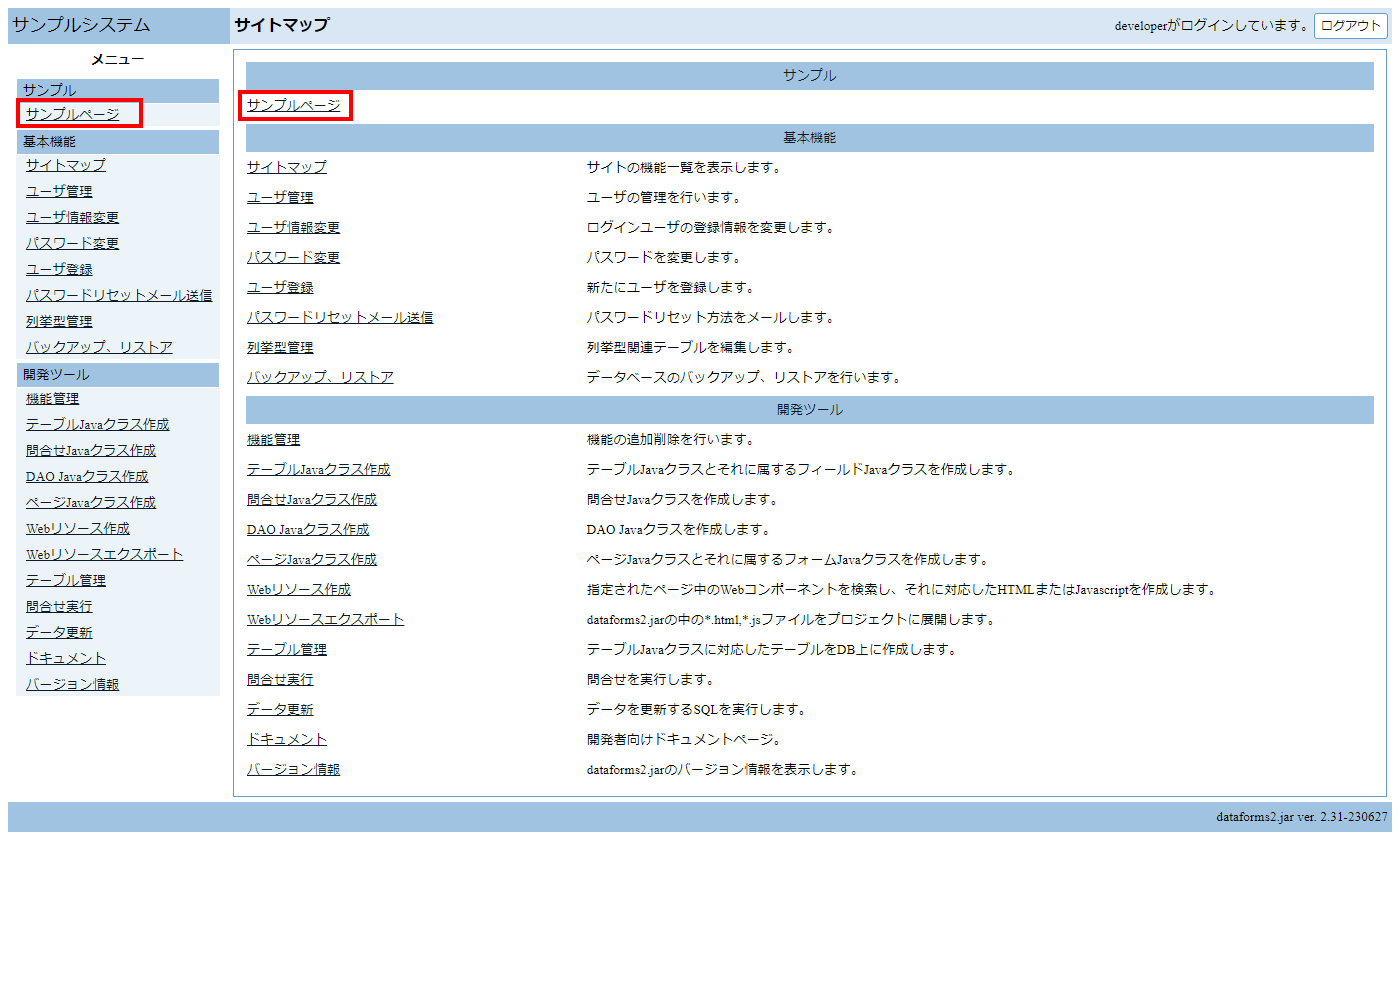 サンプルシステム
サイトマップ
developerがログインしています。 ログアウト
メニュー
サンプル
サンプルページ
基本機能
サイトマップ
ユーザ管理
ユーザ情報変更
パスワード変更
ユーザ登録
パスワードリセットメール送信
列挙型管理
バックアップ、リストア
開発ツール
機能管理
テーブルJavaクラス作成
問合せJavaクラス作成
DAO Javaクラス作成
ページJavaクラス作成
Webリソース作成
Webリソースエクスポート
テーブル管理
問合せ実行
データ更新
ドキュメント
バージョン情報
サンプル
サンプルページ
基本機能
サイトマップ サイトの機能一覧を表示します。
ユーザ管理 ユーザの管理を行います。
ユーザ情報変更 ログインユーザの登録情報を変更します。
パスワード変更 パスワードを変更します。
ユーザ登録 新たにユーザを登録します。
パスワードリセットメール送信 パスワードリセット方法をメールします。
列挙型管理 列挙型関連テーブルを編集します。
バックアップ、リストア データベースのバックアップ、リストアを行います。
開発ツール
機能管理 機能の追加削除を行います。
テーブルJavaクラス作成 テーブルJavaクラスとそれに属するフィールドJavaクラスを作成します。
問合せJavaクラス作成 問合せJavaクラスを作成します。
DAO Javaクラス作成 DAO Javaクラスを作成します。
ページJavaクラス作成 ページJavaクラスとそれに属するフォームJavaクラスを作成します。
Webリソース作成 指定されたページ中のWebコンポーネントを検索し、それに対応したHTMLまたはJavascriptを作成します。
Webリソースエクスポート dataforms2.jarの中の*.html,*.jsファイルをプロジェクトに展開します。
テーブル管理 テーブルJavaクラスに対応したテーブルをDB上に作成します。
問合せ実行 問合せを実行します。
データ更新 データを更新するSQLを実行します。
ドキュメント 開発者向けドキュメントページ。
バージョン情報 dataforms2.jarのバージョン情報を表示します。
dataforms2.jar ver. 2.31-230627